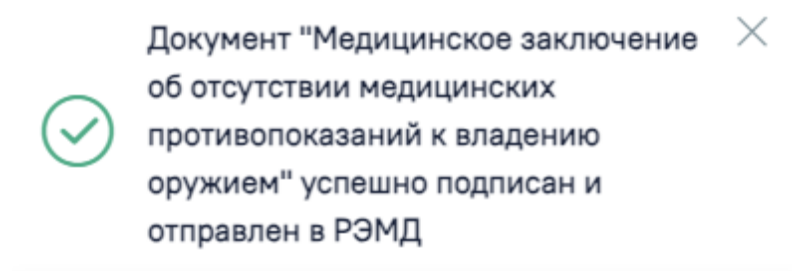 Документ "Медицинское заключение
об отсутствии медицинских
противопоказаний к владению
оружием" успешно подписан и
отправлен в РЭМД